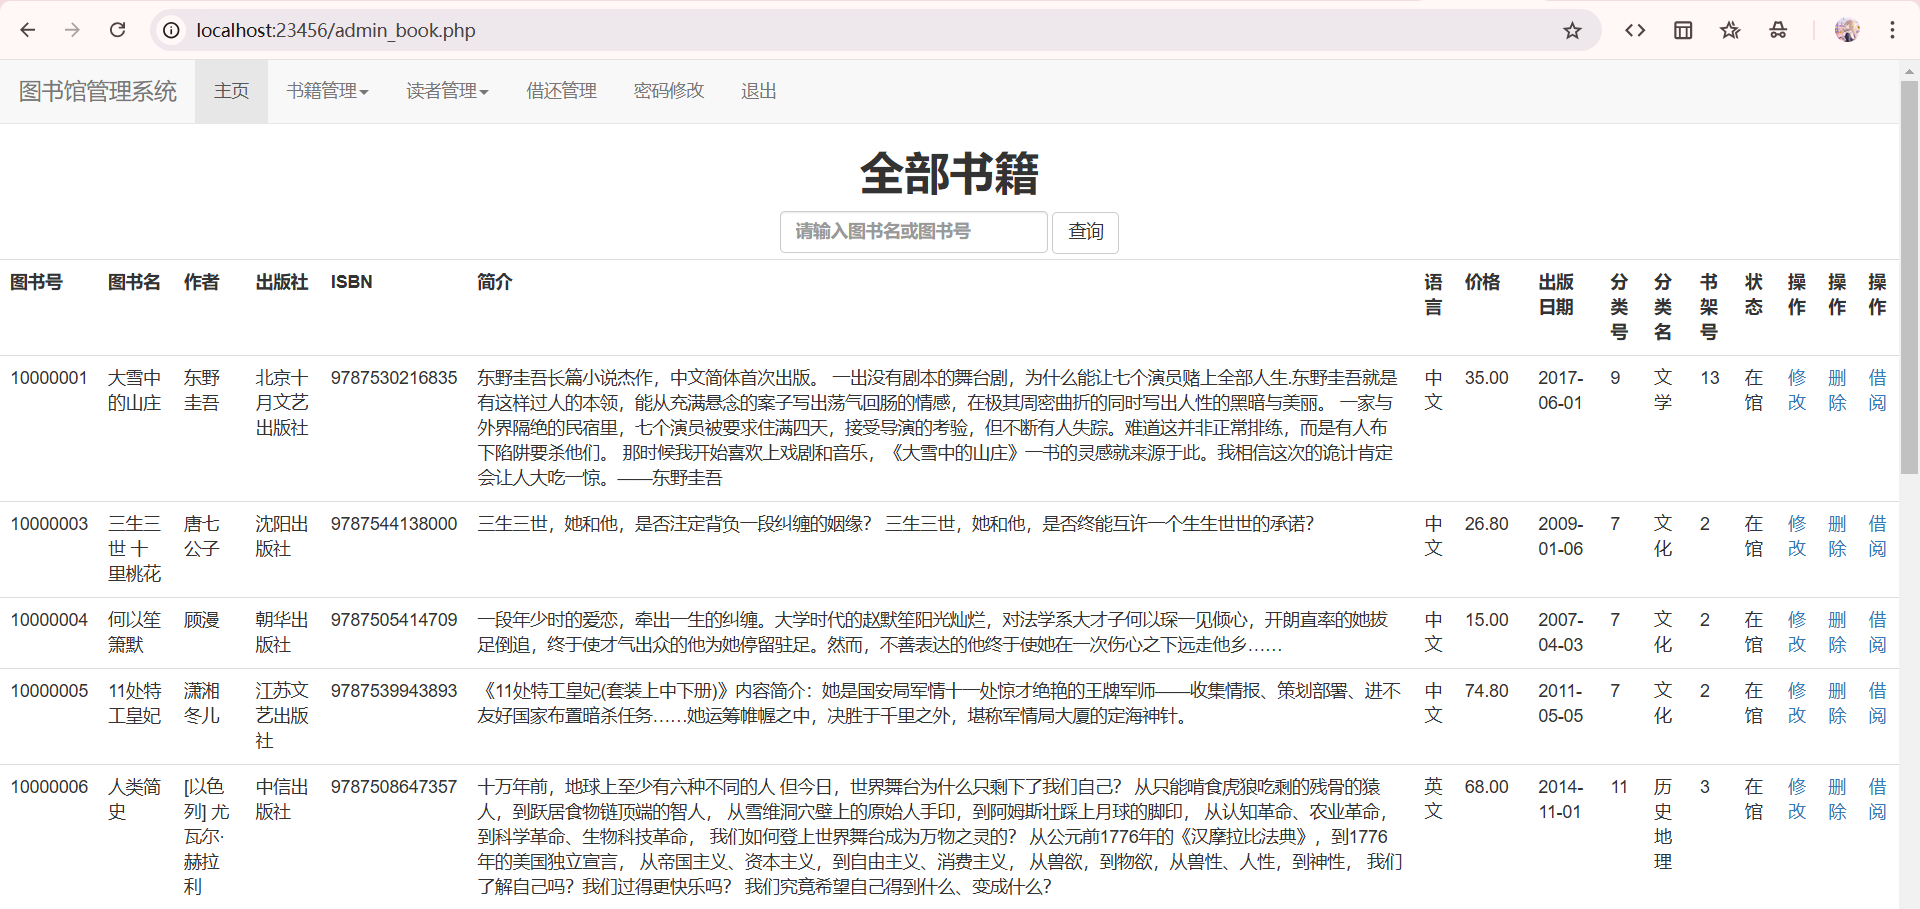 localhost:23456/admin_book.php
图书馆管理系统 主页 书籍管理 读者管理 借还管理 密码修改 退出
全部书籍
请输入图书名或图书号 查询
图书号 图书名 作者 出版社 ISBN 简介 语言 价格 出版日期 分类号 分类名 书架号 状态 操作 操作 操作
10000001
大雪中
的山庄
东野
圭吾
北京十
月文艺
出版社
9787530216835
东野圭吾长篇小说杰作，中文简体首次出版。 一出没有剧本的舞台剧，为什么能让七个演员赌上全部人生.东野圭吾就是
有这样过人的本领，能从充满悬念的案子写出荡气回肠的情感，在极其周密曲折的同时写出人性的黑暗与美丽。 一家与
外界隔绝的民宿里，七个演员被要求住满四天，接受导演的考验，但不断有人失踪。难道这并非正常排练，而是有人布
下陷阱要杀他们。 那时候我开始喜欢上戏剧和音乐，《大雪中的山庄》一书的灵感就来源于此。我相信这次的诡计肯定
会让人大吃一惊。——东野圭吾
中
文
35.00
2017-
06-01
9
文
学
13
在
馆
修
改
删
除
借
阅
10000003
三生三
世 十
里桃花
唐七
公子
沈阳出
版社
9787544138000
三生三世，她和他，是否注定背负一段纠缠的姻缘？ 三生三世，她和他，是否终能互许一个生生世世的承诺？
中
文
26.80
2009-
01-06
7
文
化
2
在
馆
修
改
删
除
借
阅
10000004
何以笙
箫默
顾漫
朝华出
版社
9787505414709
一段年少时的爱恋，牵出一生的纠缠。大学时代的赵默笙阳光灿烂，对法学系大才子何以琛一见倾心，开朗直率的她拔
足倒追，终于使才气出众的他为她停留驻足。然而，不善表达的他终于使她在一次伤心之下远走他乡……
中
文
15.00
2007-
04-03
7
文
化
2
在
馆
修
改
删
除
借
阅
10000005
11处特
工皇妃
潇湘
冬儿
江苏文
艺出版
社
9787539943893
《11处特工皇妃(套装上中下册)》内容简介：她是国安局军情十一处惊才绝艳的王牌军师——收集情报、策划部署、进不
友好国家布置暗杀任务……她运筹帷幄之中，决胜于千里之外，堪称军情局大厦的定海神针。
中
文
74.80
2011-
05-05
7
文
化
2
在
馆
修
改
删
除
借
阅
10000006
人类简
史
[以色
列] 尤
瓦尔·
赫拉
利
中信出
版社
9787508647357
十万年前，地球上至少有六种不同的人 但今日，世界舞台为什么只剩下了我们自己？ 从只能啃食虎狼吃剩的残骨的猿
人，到跃居食物链顶端的智人， 从雪维洞穴壁上的原始人手印，到阿姆斯壮踩上月球的脚印， 从认知革命、农业革命，
到科学革命、生物科技革命， 我们如何登上世界舞台成为万物之灵的？ 从公元前1776年的《汉摩拉比法典》，到1776
年的美国独立宣言， 从帝国主义、资本主义，到自由主义、消费主义， 从兽欲，到物欲，从兽性、人性，到神性， 我们
了解自己吗？我们过得更快乐吗？ 我们究竟希望自己得到什么、变成什么？
英
文
68.00
2014-
11-01
11
历
史
地
理
3
在
馆
修
改
删
除
借
阅